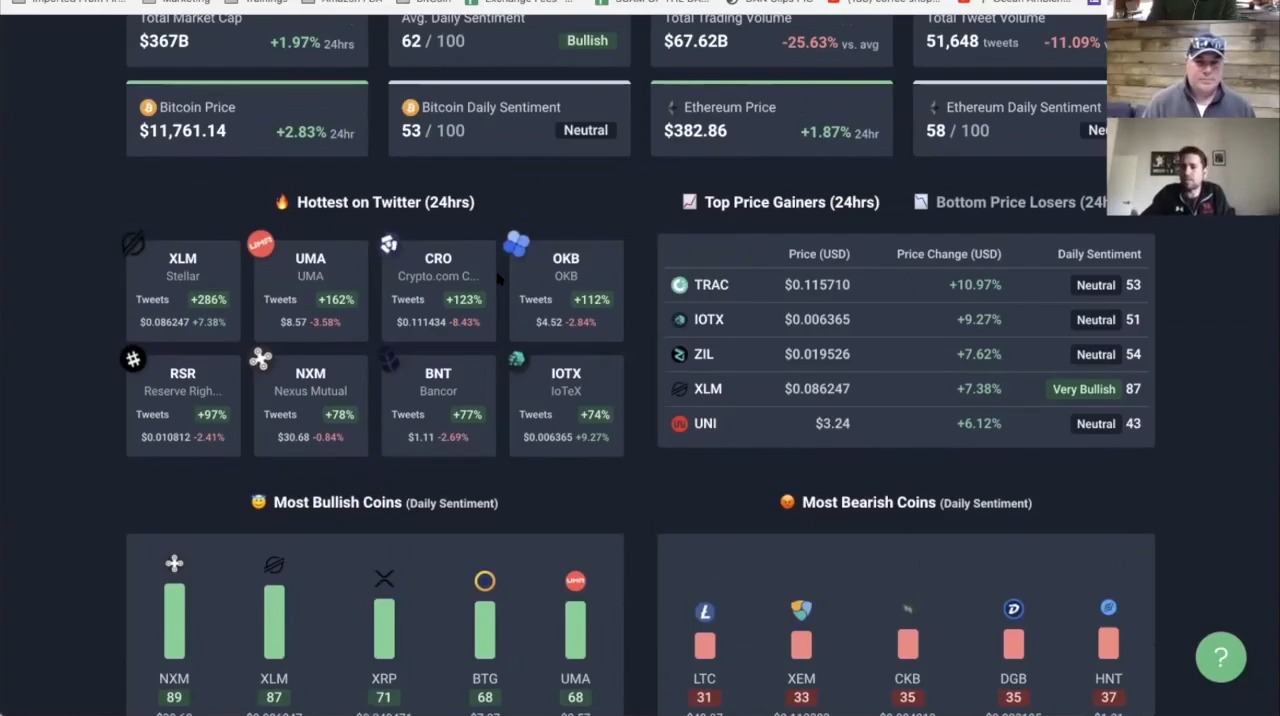 Total Market Cap
$367B +1.97% 24hrs
Avg. Daily Sentiment
62 / 100 Bullish
Total Trading Volume
$67.62B -25.63% vs. avg
Total Tweet Volume
51,648 tweets -11.09%
Bitcoin Price
$11,761.14 +2.83% 24hr
Bitcoin Daily Sentiment
53 / 100 Neutral
Ethereum Price
$382.86 +1.87% 24hr
Ethereum Daily Sentiment
58 / 100 Ne
Hottest on Twitter (24hrs)
XLM
Stellar
Tweets +286%
$0.086247 +7.38%
UMA
UMA
UMA
Tweets +162%
$8.57 -3.58%
CRO
Crypto.com C...
Tweets +123%
$0.111434 -8.43%
OKB
OKB
Tweets +112%
$4.52 -2.84%
RSR
Reserve Righ...
Tweets +97%
$0.010812 -2.41%
NXM
Nexus Mutual
Tweets +78%
$30.68 -0.84%
BNT
Bancor
Tweets +77%
$1.11 -2.69%
IOTX
IoTeX
Tweets +74%
$0.006365 +9.27%
Top Price Gainers (24hrs) Bottom Price Losers (24h
Price (USD) Price Change (USD) Daily Sentiment
TRAC $0.115710 +10.97% Neutral 53
IOTX $0.006365 +9.27% Neutral 51
ZIL $0.019526 +7.62% Neutral 54
XLM $0.086247 +7.38% Very Bullish 87
UNI $3.24 +6.12% Neutral 43
Most Bullish Coins (Daily Sentiment)
UMA
NXM XLM XRP BTG UMA
89 87 71 68 68
Most Bearish Coins (Daily Sentiment)
LTC XEM CKB DGB HNT
31 33 35 35 37
?